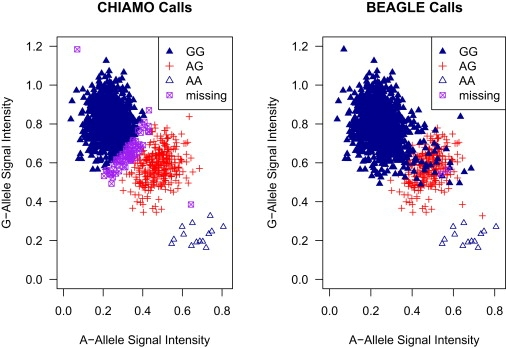 CHIAMO Calls
G−Allele Signal Intensity
1.2
1.0
0.8
0.6
0.4
0.2
0.0
GG
AG
AA
missing
0.0 0.2 0.4 0.6 0.8
A−Allele Signal Intensity
BEAGLE Calls
G−Allele Signal Intensity
1.2
1.0
0.8
0.6
0.4
0.2
0.0
GG
AG
AA
missing
0.0 0.2 0.4 0.6 0.8
A−Allele Signal Intensity